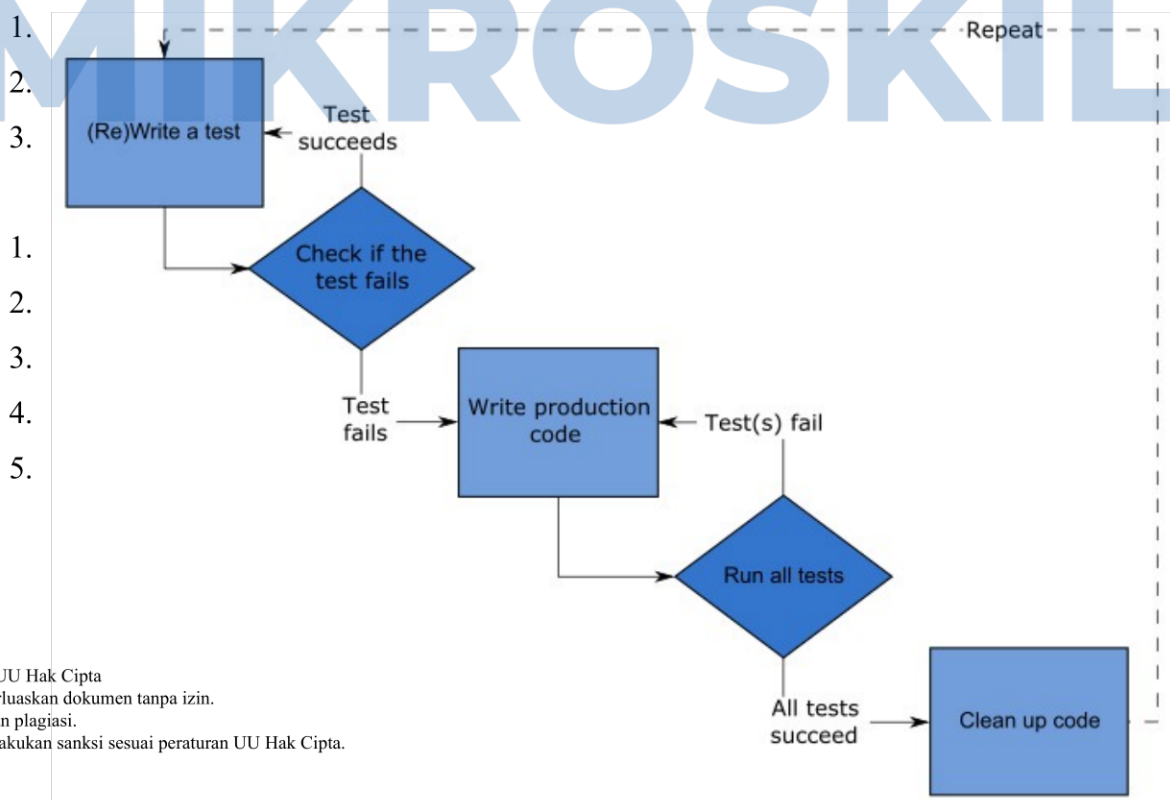 MIKROSKIL
1.
2.
3.
1.
2.
3.
4.
5.
Repeat
(Re)Write a test
Test
succeeds
Check if the
test fails
Test
fails
Write production
code
Test(s) fail
Run all tests
All tests
succeed
Clean up code
UU Hak Cipta
luaskan dokumen tanpa izin.
n plagiasi.
akukan sanksi sesuai peraturan UU Hak Cipta.